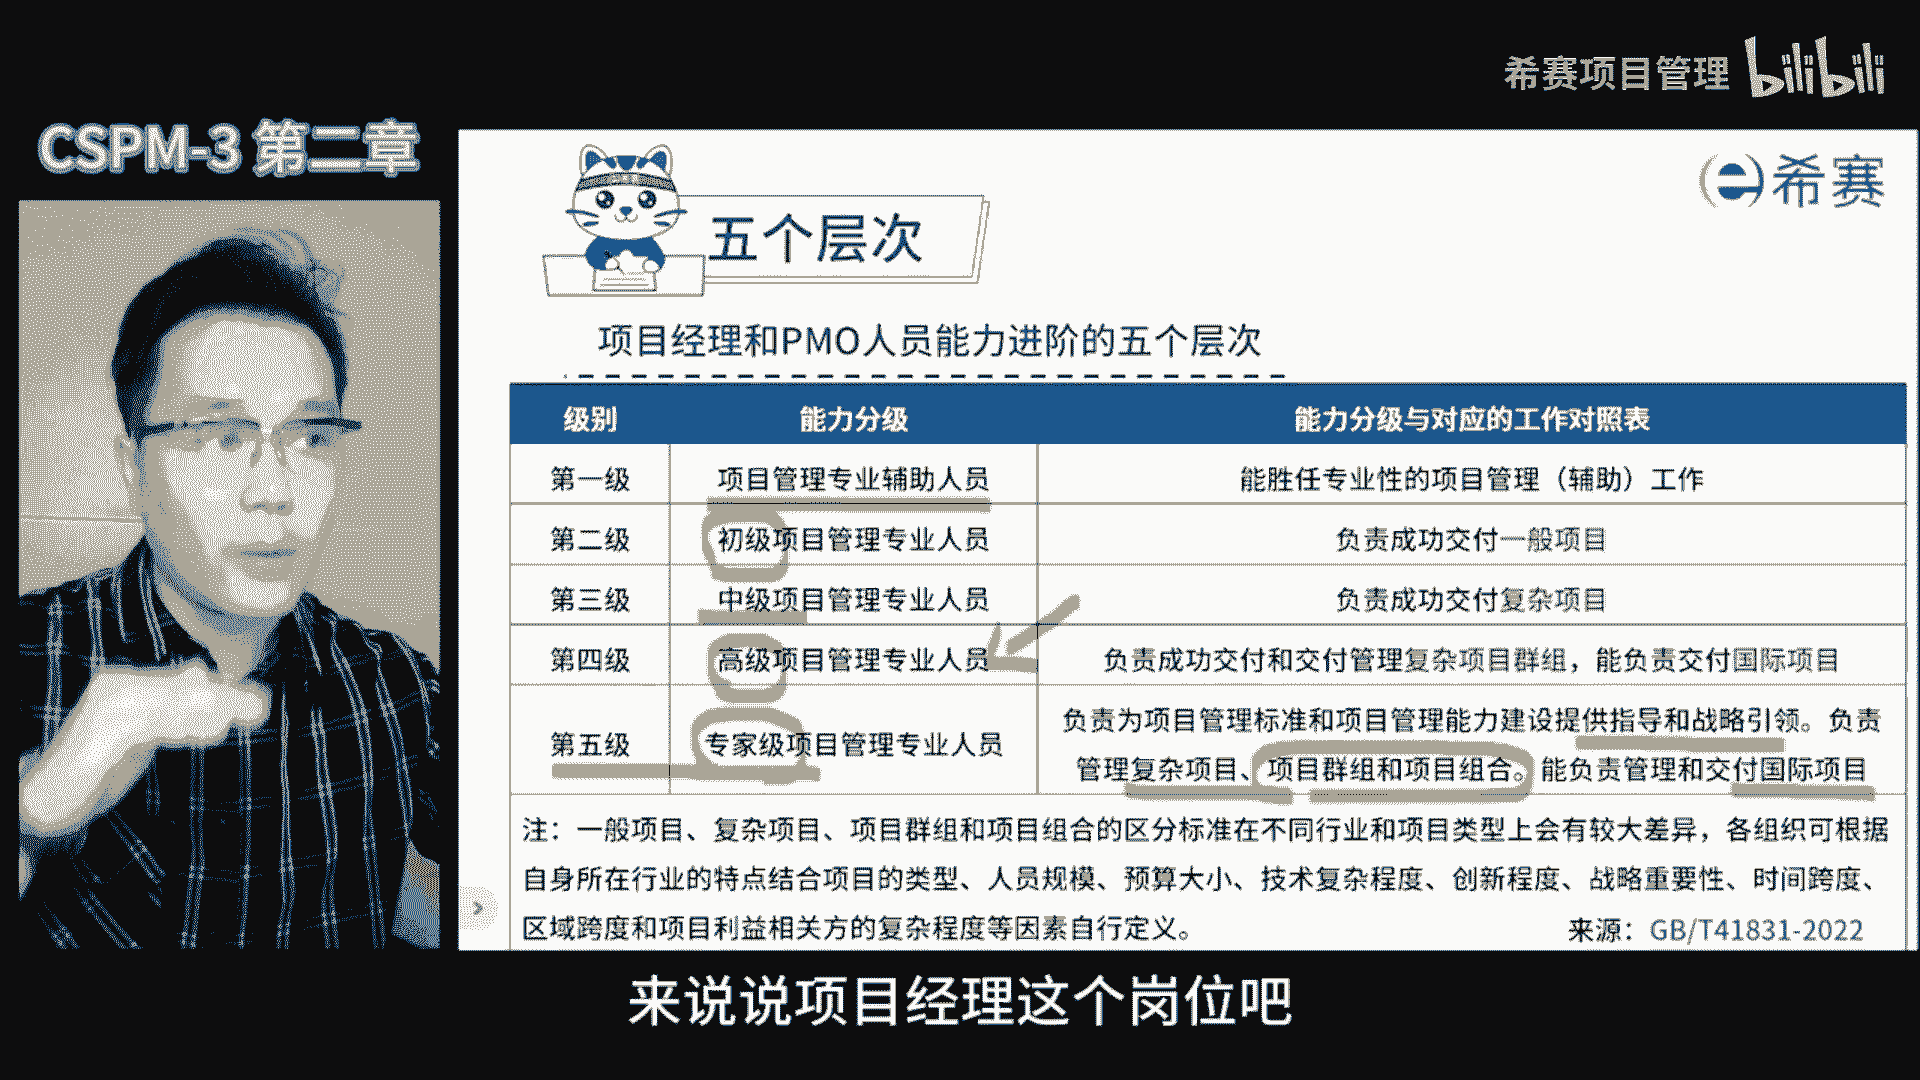 希赛项目管理 bilibili
CSPM-3 第二章
希赛
五个层次
项目经理和PMO人员能力进阶的五个层次
级别 能力分级 能力分级与对应的工作对照表
第一级 项目管理专业辅助人员 能胜任专业性的项目管理（辅助）工作
第二级 初级项目管理专业人员 负责成功交付一般项目
第三级 中级项目管理专业人员 负责成功交付复杂项目
第四级 高级项目管理专业人员 负责成功交付和交付管理复杂项目群组，能负责交付国际项目
第五级 专家级项目管理专业人员 负责为项目管理标准和项目管理能力建设提供指导和战略引领。负责
管理复杂项目、项目群组和项目组合。能负责管理和交付国际项目
注：一般项目、复杂项目、项目群组和项目组合的区分标准在不同行业和项目类型上会有较大差异，各组织可根据
自身所在行业的特点结合项目的类型、人员规模、预算大小、技术复杂程度、创新程度、战略重要性、时间跨度、
区域跨度和项目利益相关方的复杂程度等因素自行定义。
来源：GB/T41831-2022
来说说项目经理这个岗位吧